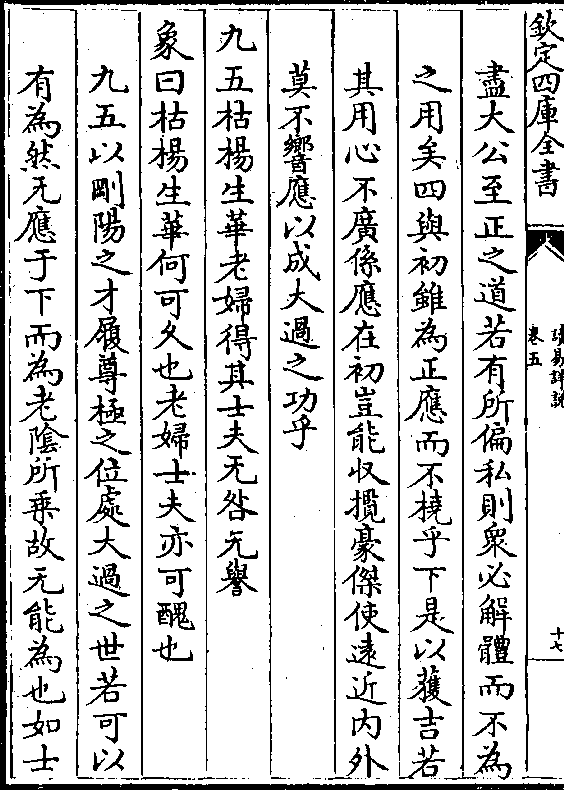 欽定四庫全書
讀易詳說
卷五
十七
盡大公至正之道若有所偏私則衆必解體而不為
之用矣四與初雖為正應而不橈乎下是以獲吉若
其用心不廣係應在初豈能收攬豪傑使遠近内外
莫不響應以成大過之功乎
九五枯楊生華老婦得其士夫无咎无譽
象曰枯楊生華何可久也老婦士夫亦可醜也
九五以剛陽之才履尊極之位處大過之世若可以
有為然无應于下而為老陰所乗故无能為也如士